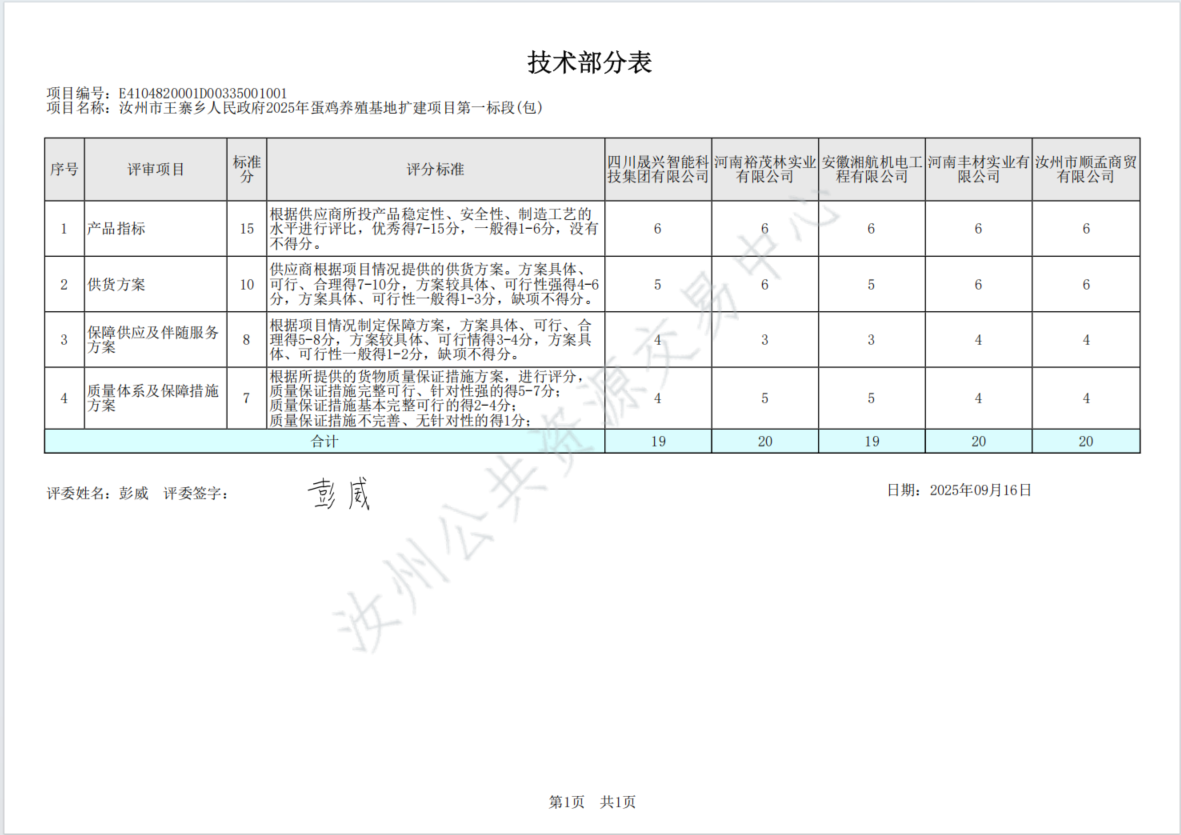 技术部分表
项目编号：E4104820001D00335001001
项目名称：汝州市王寨乡人民政府2025年蛋鸡养殖基地扩建项目第一标段(包)
序号 评审项目 标准分 评分标准 四川晟兴智能科技集团有限公司 河南裕茂林实业有限公司 安徽湘航机电工程有限公司 河南丰材实业有限公司 汝州市顺孟商贸有限公司
1 产品指标 15 根据供应商所投产品稳定性、安全性、制造工艺的
水平进行评比，优秀得7-15分，一般得1-6分，没有
不得分。 6 6 6 6 6
2 供货方案 10 供应商根据项目情况提供的供货方案。方案具体、
可行、合理得7-10分，方案较具体、可行性强得4-6
分，方案具体、可行性一般得1-3分，缺项不得分。 5 6 5 6 6
3 保障供应及伴随服务方案 8 根据项目情况制定保障方案，方案具体、可行、合
理得5-8分，方案较具体、可行情得3-4分，方案具
体、可行性一般得1-2分，缺项不得分。 4 3 3 4 4
4 质量体系及保障措施方案 7 根据所提供的货物质量保证措施方案，进行评分，
质量保证措施完整可行、针对性强的得5-7分；
质量保证措施基本完整可行的得2-4分；
质量保证措施不完善、无针对性的得1分； 4 5 5 4 4
合计 19 20 19 20 20
评委姓名：彭威 评委签字： 彭威 日期：2025年09月16日
汝州公共资源交易中心
第1页 共1页